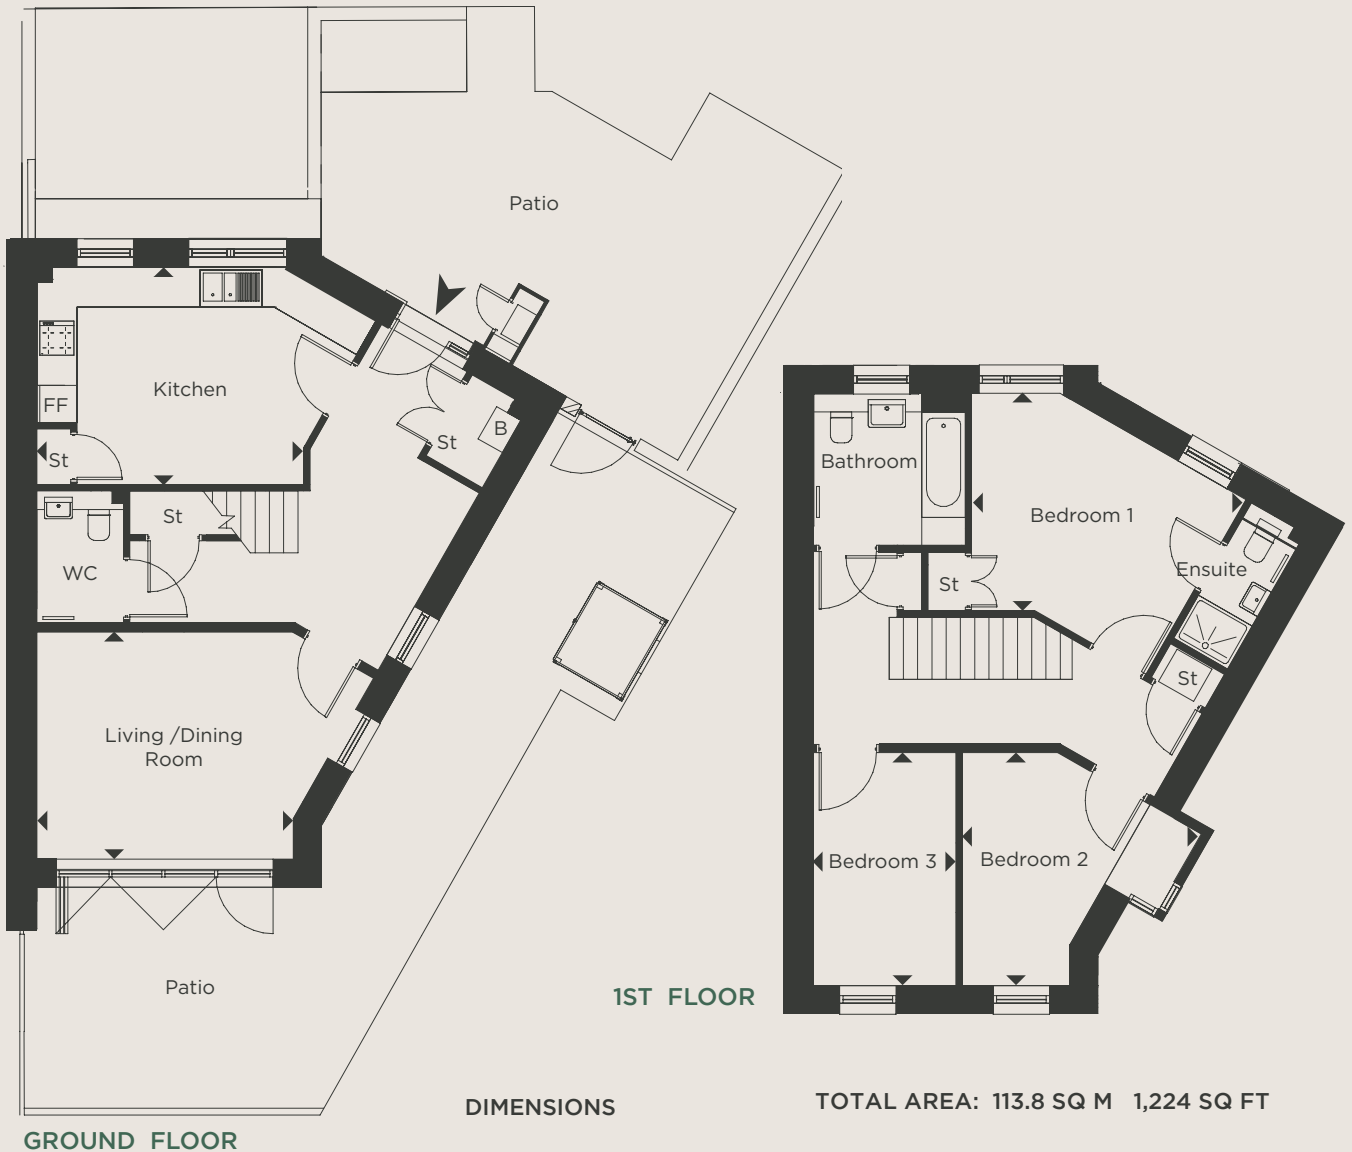 Patio
Kitchen
FF
St
St
B
St
WC
Living /Dining
Room
Patio
GROUND FLOOR
Bathroom
Bedroom 1
Ensuite
St
St
Bedroom 3
Bedroom 2
1ST FLOOR
DIMENSIONS
TOTAL AREA: 113.8 SQ M 1,224 SQ FT